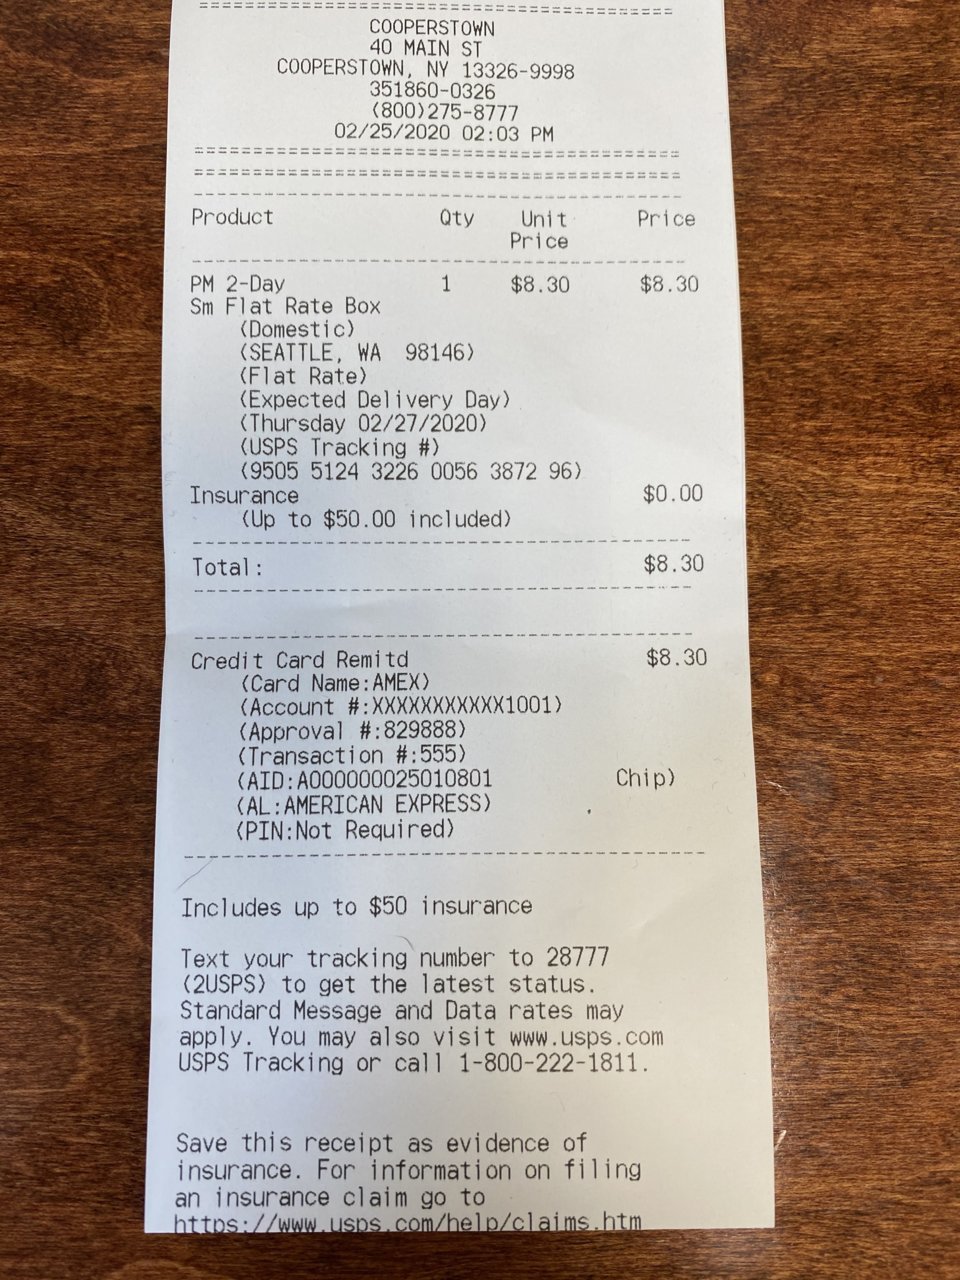 ========================================
COOPERSTOWN
40 MAIN ST
COOPERSTOWN, NY 13326-9998
351860-0326
(800)275-8777
02/25/2020 02:03 PM
========================================
========================================
----------------------------------------
Product Qty Unit Price
Price
----------------------------------------
PM 2-Day 1 $8.30 $8.30
Sm Flat Rate Box
(Domestic)
(SEATTLE, WA 98146)
(Flat Rate)
(Expected Delivery Day)
(Thursday 02/27/2020)
(USPS Tracking #)
(9505 5124 3226 0056 3872 96)
Insurance $0.00
(Up to $50.00 included)
----------------------------------------
Total: $8.30
----------------------------------------
----------------------------------------
Credit Card Remitd $8.30
(Card Name:AMEX)
(Account #:XXXXXXXXXXX1001)
(Approval #:829888)
(Transaction #:555)
(AID:A000000025010801 Chip)
(AL:AMERICAN EXPRESS)
(PIN:Not Required)
----------------------------------------
Includes up to $50 insurance
Text your tracking number to 28777
(2USPS) to get the latest status.
Standard Message and Data rates may
apply. You may also visit www.usps.com
USPS Tracking or call 1-800-222-1811.
Save this receipt as evidence of
insurance. For information on filing
an insurance claim go to
https://www.usps.com/help/claims.htm